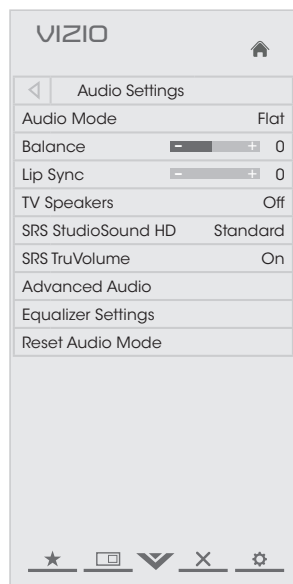 VIZIO
Audio Settings
Audio Mode Flat
Balance - + 0
Lip Sync - + 0
TV Speakers Off
SRS StudioSound HD Standard
SRS TruVolume On
Advanced Audio
Equalizer Settings
Reset Audio Mode